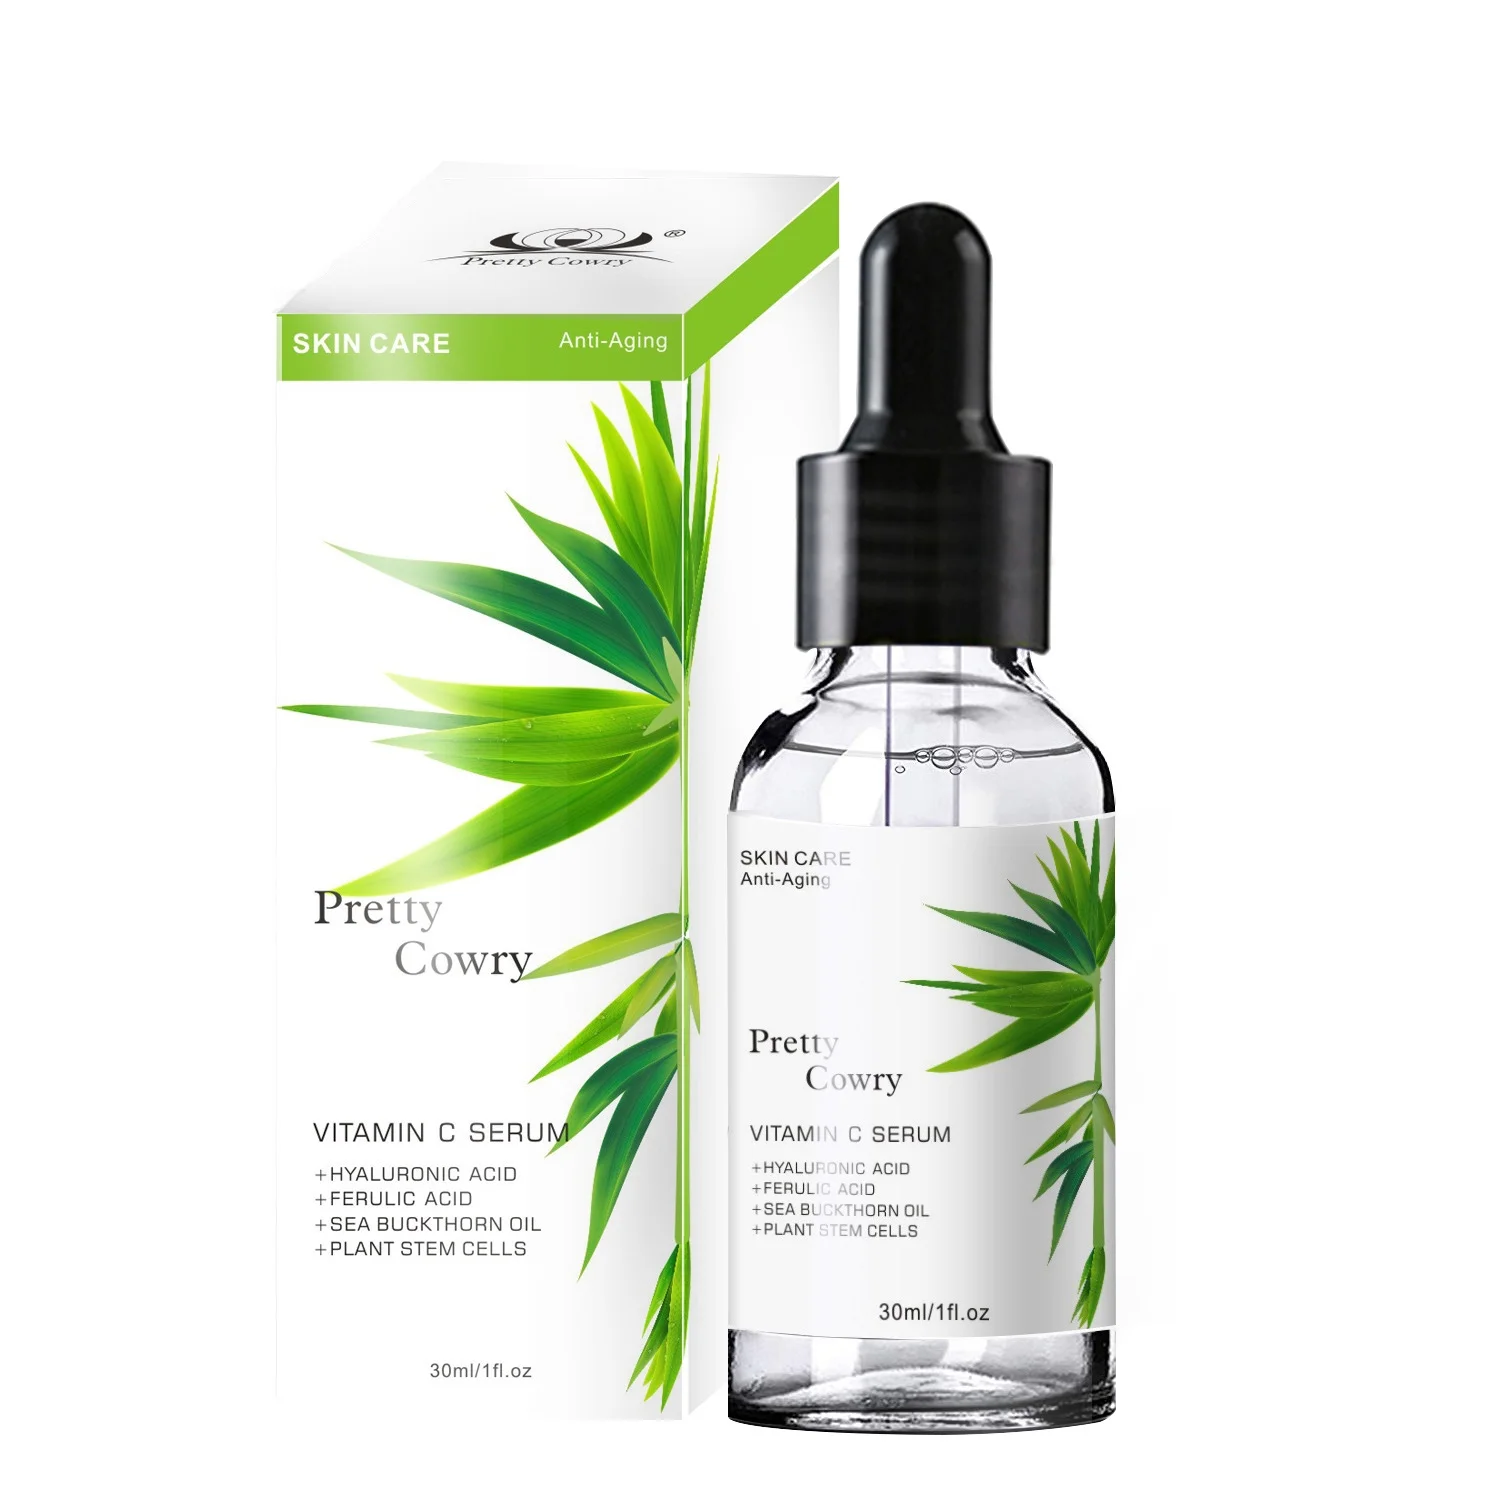 Pretty Cowry ®
SKIN CARE
Anti-Aging
Pretty
Cowry
VITAMIN C SERUM
+HYALURONIC ACID
+FERULIC ACID
+SEA BUCKTHORN OIL
+PLANT STEM CELLS
30ml/1fl.oz
SKIN CARE
Anti-Aging
Pretty
Cowry
VITAMIN C SERUM
+HYALURONIC ACID
+FERULIC ACID
+SEA BUCKTHORN OIL
+PLANT STEM CELLS
30ml/1fl.oz